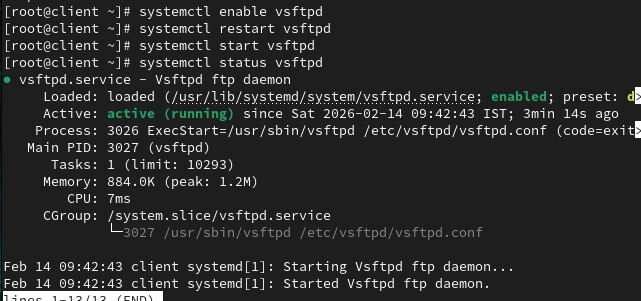 [root@client ~]# systemctl enable vsftpd
[root@client ~]# systemctl restart vsftpd
[root@client ~]# systemctl start vsftpd
[root@client ~]# systemctl status vsftpd
● vsftpd.service - Vsftpd ftp daemon
     Loaded: loaded (/usr/lib/systemd/system/vsftpd.service; enabled; preset: d>
     Active: active (running) since Sat 2026-02-14 09:42:43 IST; 3min 14s ago
    Process: 3026 ExecStart=/usr/sbin/vsftpd /etc/vsftpd/vsftpd.conf (code=exit>
   Main PID: 3027 (vsftpd)
      Tasks: 1 (limit: 10293)
     Memory: 884.0K (peak: 1.2M)
        CPU: 7ms
     CGroup: /system.slice/vsftpd.service
             └─3027 /usr/sbin/vsftpd /etc/vsftpd/vsftpd.conf

Feb 14 09:42:43 client systemd[1]: Starting Vsftpd ftp daemon...
Feb 14 09:42:43 client systemd[1]: Started Vsftpd ftp daemon.
lines 1-13/13 (END)